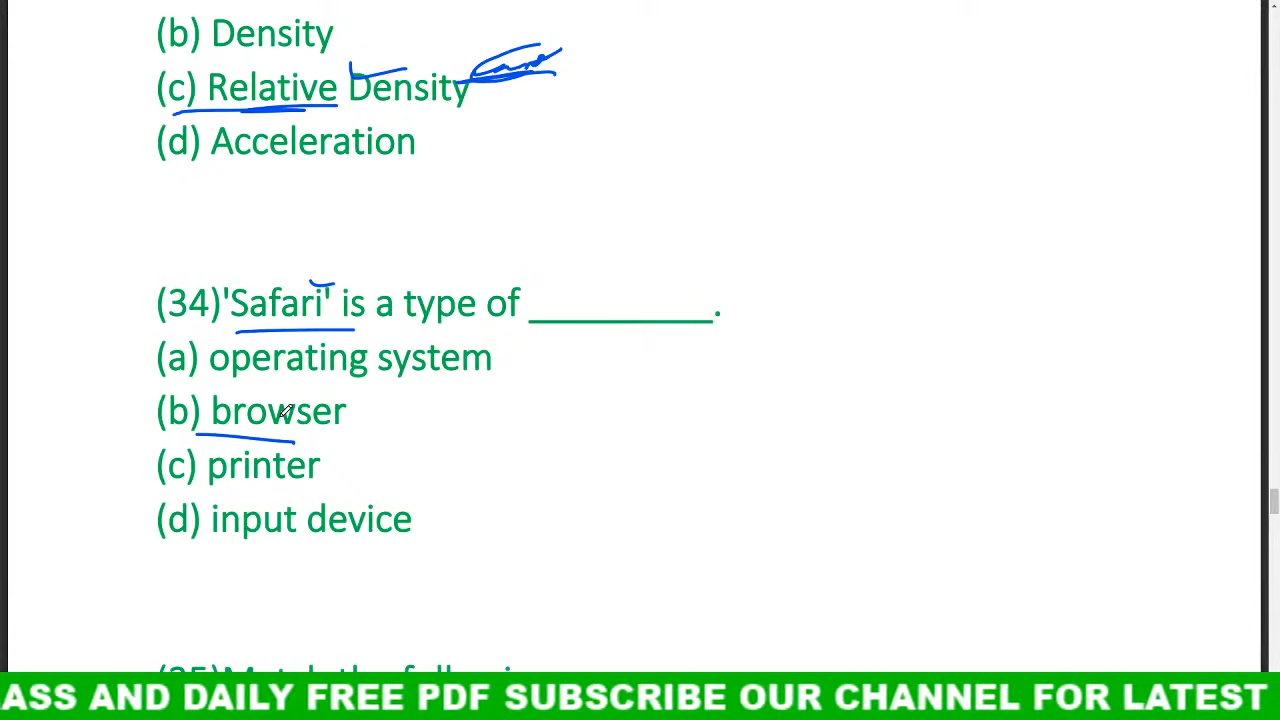 (b) Density
(c) Relative Density
(d) Acceleration
(34)'Safari' is a type of __________.
(a) operating system
(b) browser
(c) printer
(d) input device
ASS AND DAILY FREE PDF SUBSCRIBE OUR CHANNEL FOR LATEST